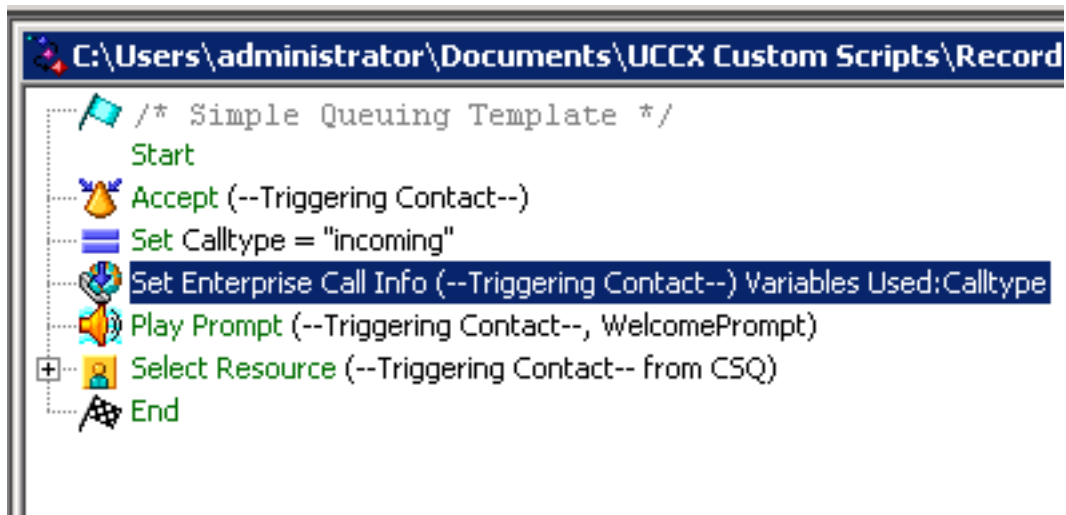 C:\Users\administrator\Documents\UCCX Custom Scripts\Record
/* Simple Queuing Template */
Start
Accept (--Triggering Contact--)
Set Calltype = "incoming"
Set Enterprise Call Info (--Triggering Contact--) Variables Used:Calltype
Play Prompt (--Triggering Contact--, WelcomePrompt)
Select Resource (--Triggering Contact-- from CSQ)
End